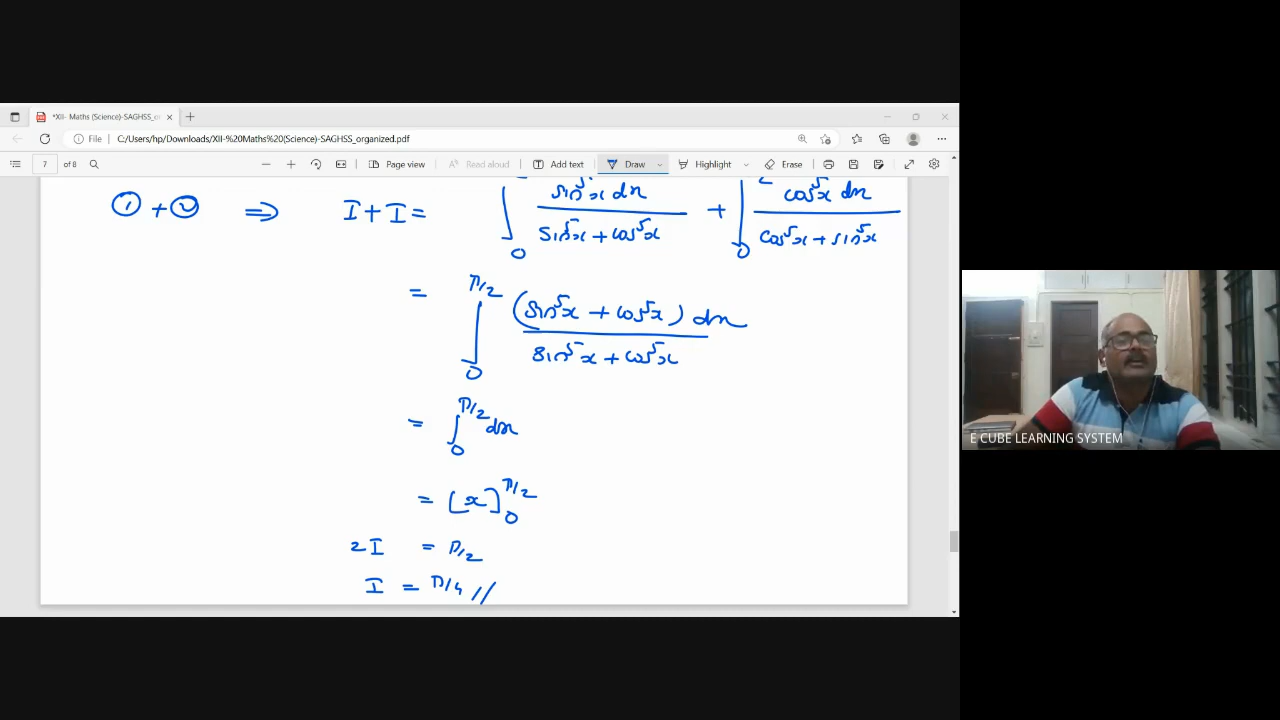 *XII- Maths (Science)-SAGHSS_or
File C:/Users/hp/Downloads/XII-%20Maths%20(Science)-SAGHSS_organized.pdf
7 of 8 Page view Read aloud Add text Draw Highlight Erase
① + ② ⇒ I + I = ∫₀ sin⁵x dx / sin⁵x + cos⁵x + ∫₀ cos⁵x dx / cos⁵x + sin⁵x
= ∫₀^π/2 (sin⁵x + cos⁵x) dx / sin⁵x + cos⁵x
= ∫₀^π/2 dx
= [x]₀^π/2
2I = π/2
I = π/4 //
E CUBE LEARNING SYSTEM